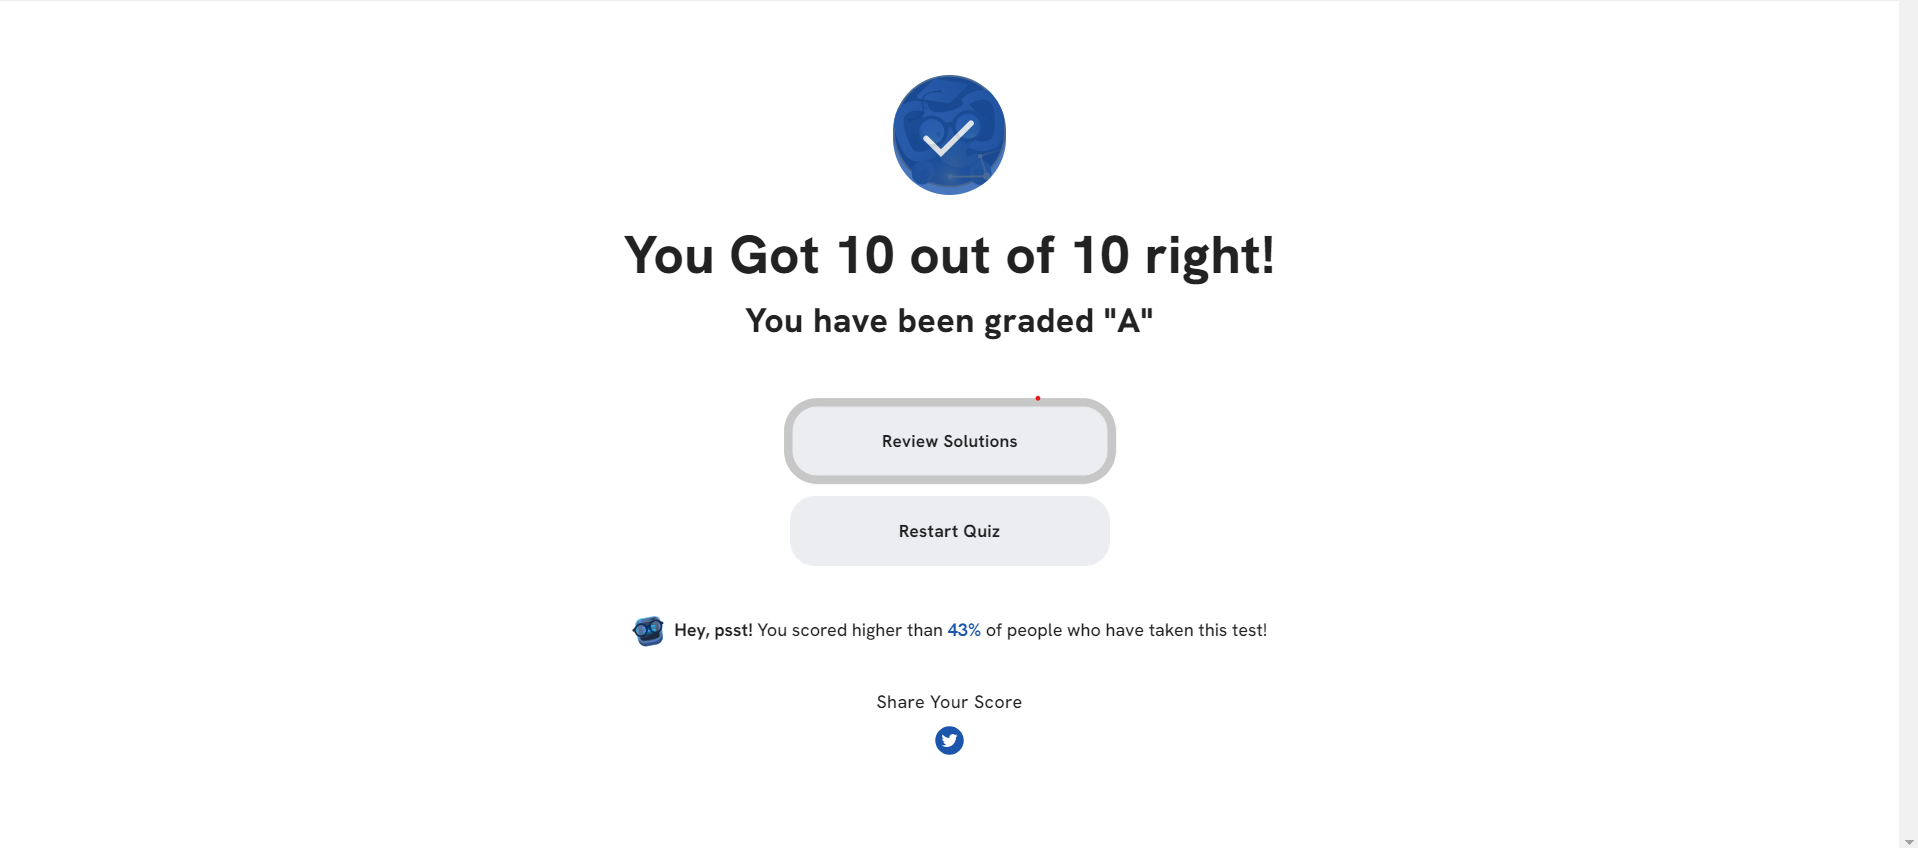 You Got 10 out of 10 right!
You have been graded "A"
Review Solutions
Restart Quiz
Hey, psst! You scored higher than 43% of people who have taken this test!
Share Your Score